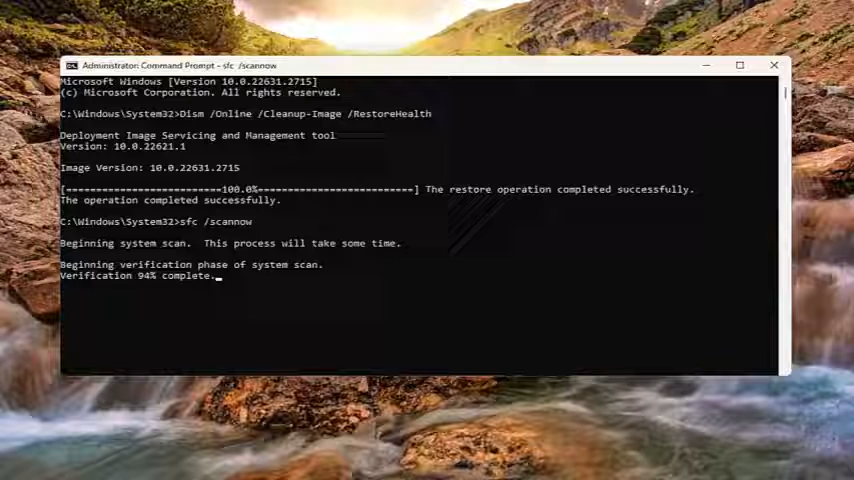 Administrator: Command Prompt - sfc /scannow
Microsoft Windows [Version 10.0.22631.2715]
(c) Microsoft Corporation. All rights reserved.
C:\Windows\System32>Dism /Online /Cleanup-Image /RestoreHealth
Deployment Image Servicing and Management tool
Version: 10.0.22621.1
Image Version: 10.0.22631.2715
[==========================100.0%==========================] The restore operation completed successfully.
The operation completed successfully.
C:\Windows\System32>sfc /scannow
Beginning system scan.  This process will take some time.
Beginning verification phase of system scan.
Verification 94% complete.